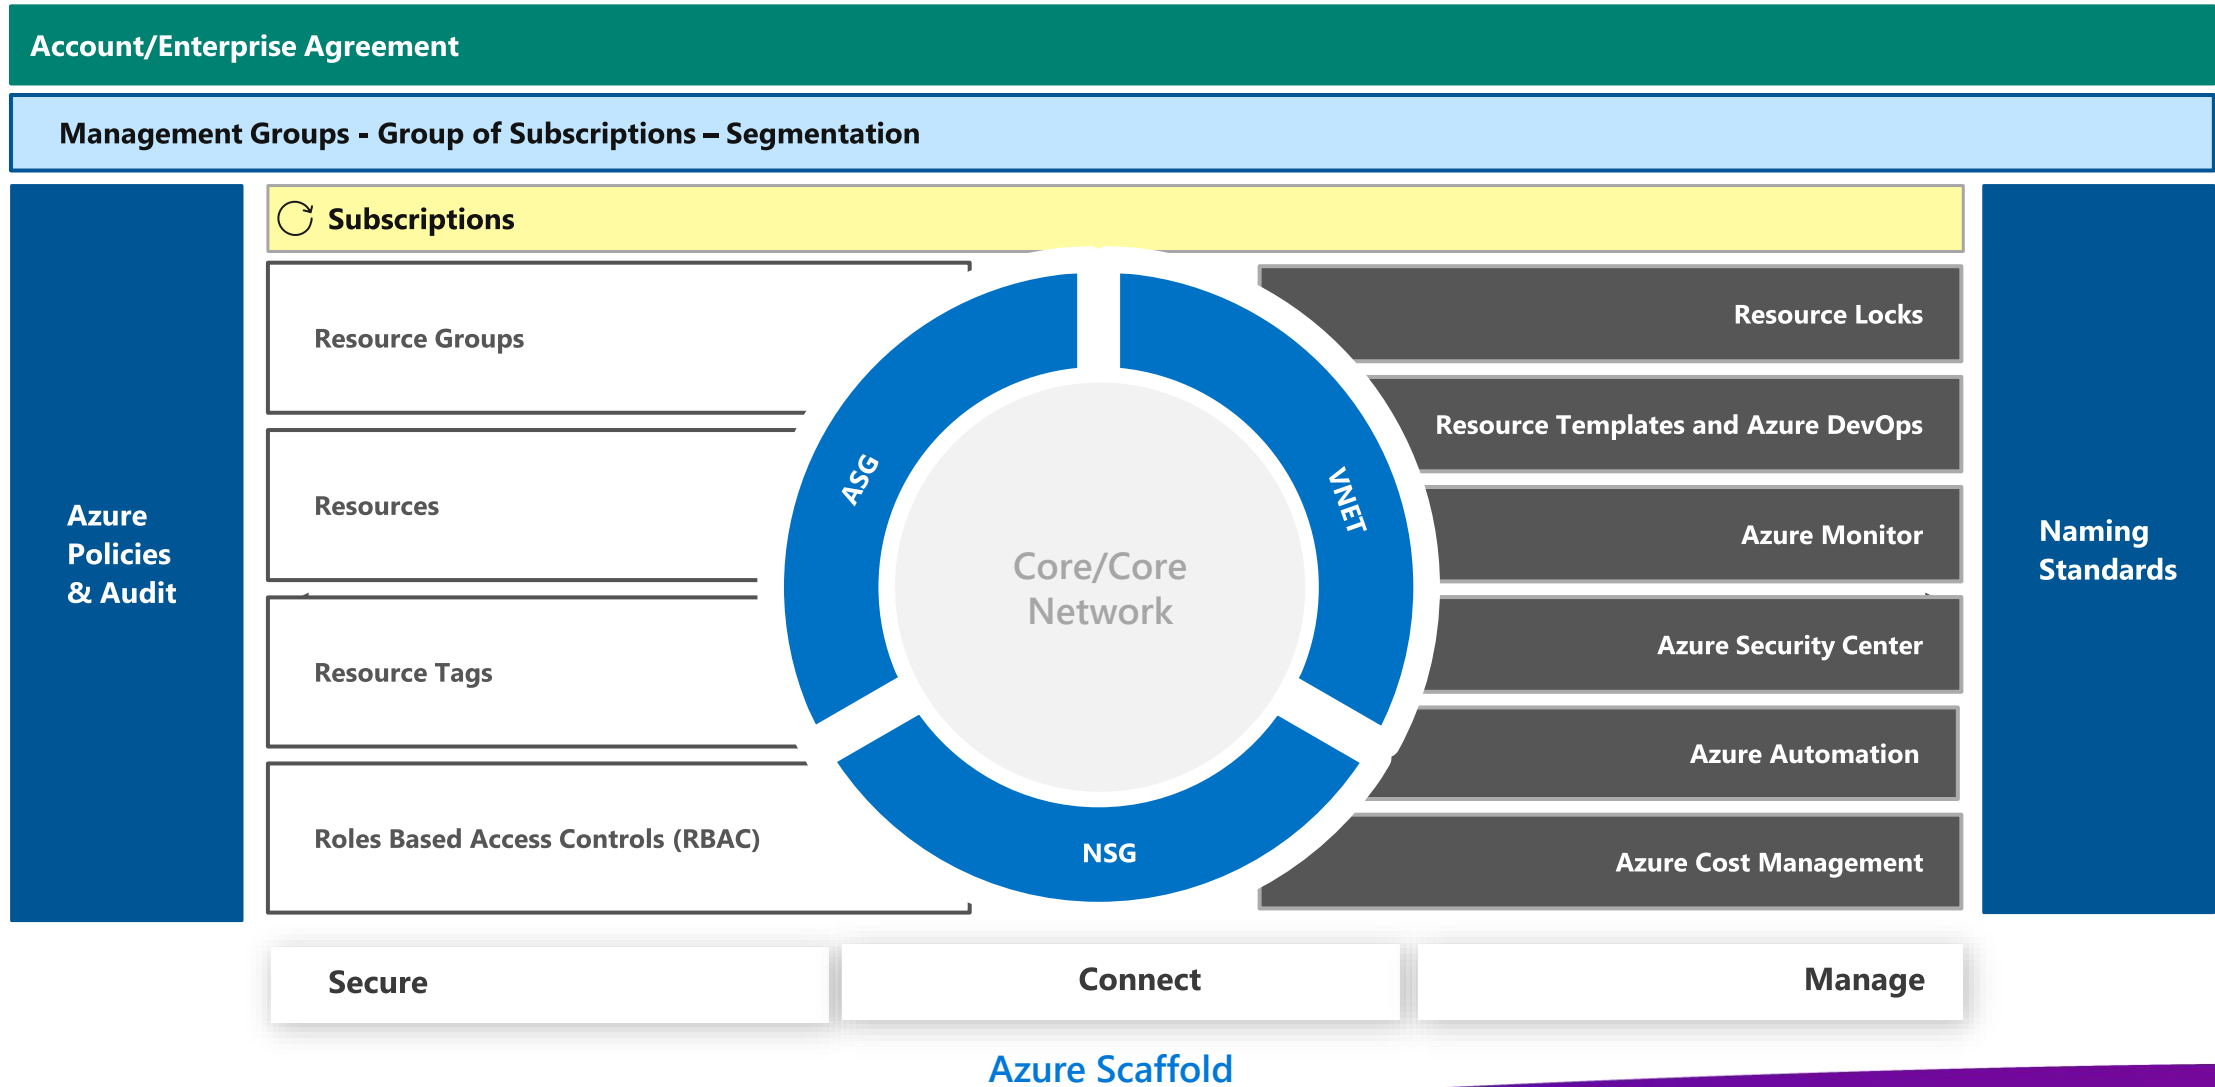 Account/Enterprise Agreement
Management Groups - Group of Subscriptions – Segmentation
Azure
Policies
& Audit
Subscriptions
Resource Groups
Resources
Resource Tags
Roles Based Access Controls (RBAC)
ASG
VNET
NSG
Core/Core
Network
Resource Locks
Resource Templates and Azure DevOps
Azure Monitor
Azure Security Center
Azure Automation
Azure Cost Management
Naming
Standards
Secure
Connect
Manage
Azure Scaffold